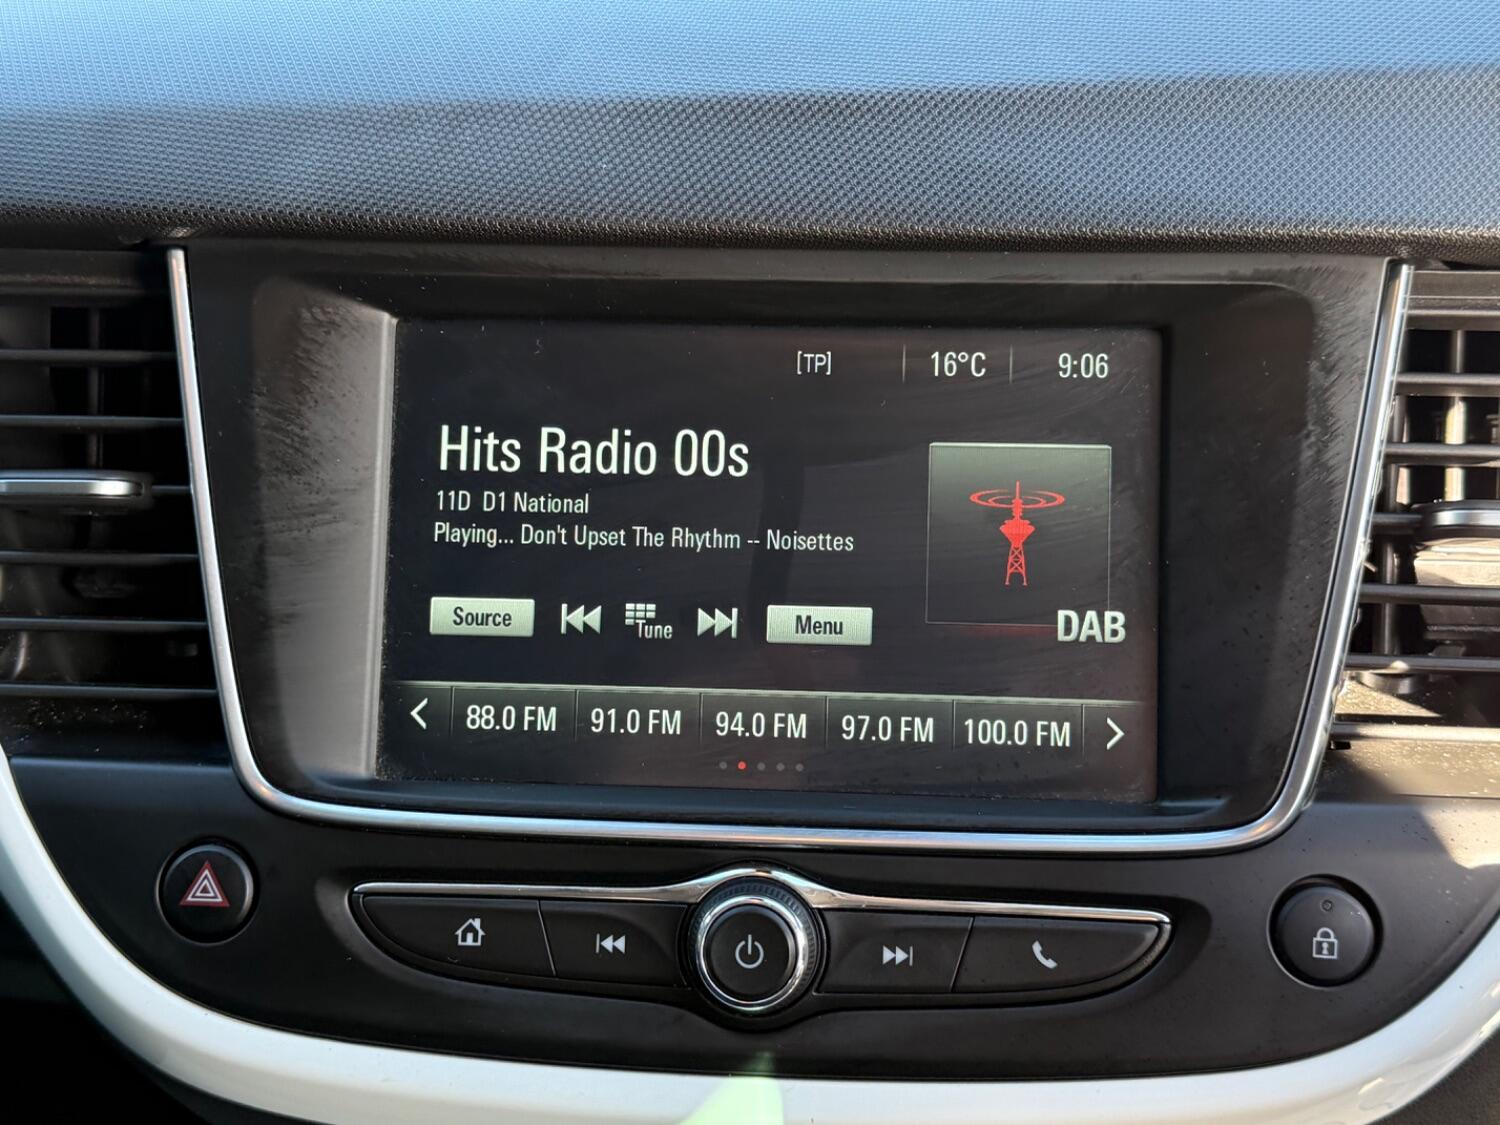 [TP] 16°C 9:06
Hits Radio 00s
11D D1 National
Playing... Don't Upset The Rhythm -- Noisettes
Source Tune Menu
DAB
88.0 FM 91.0 FM 94.0 FM 97.0 FM 100.0 FM